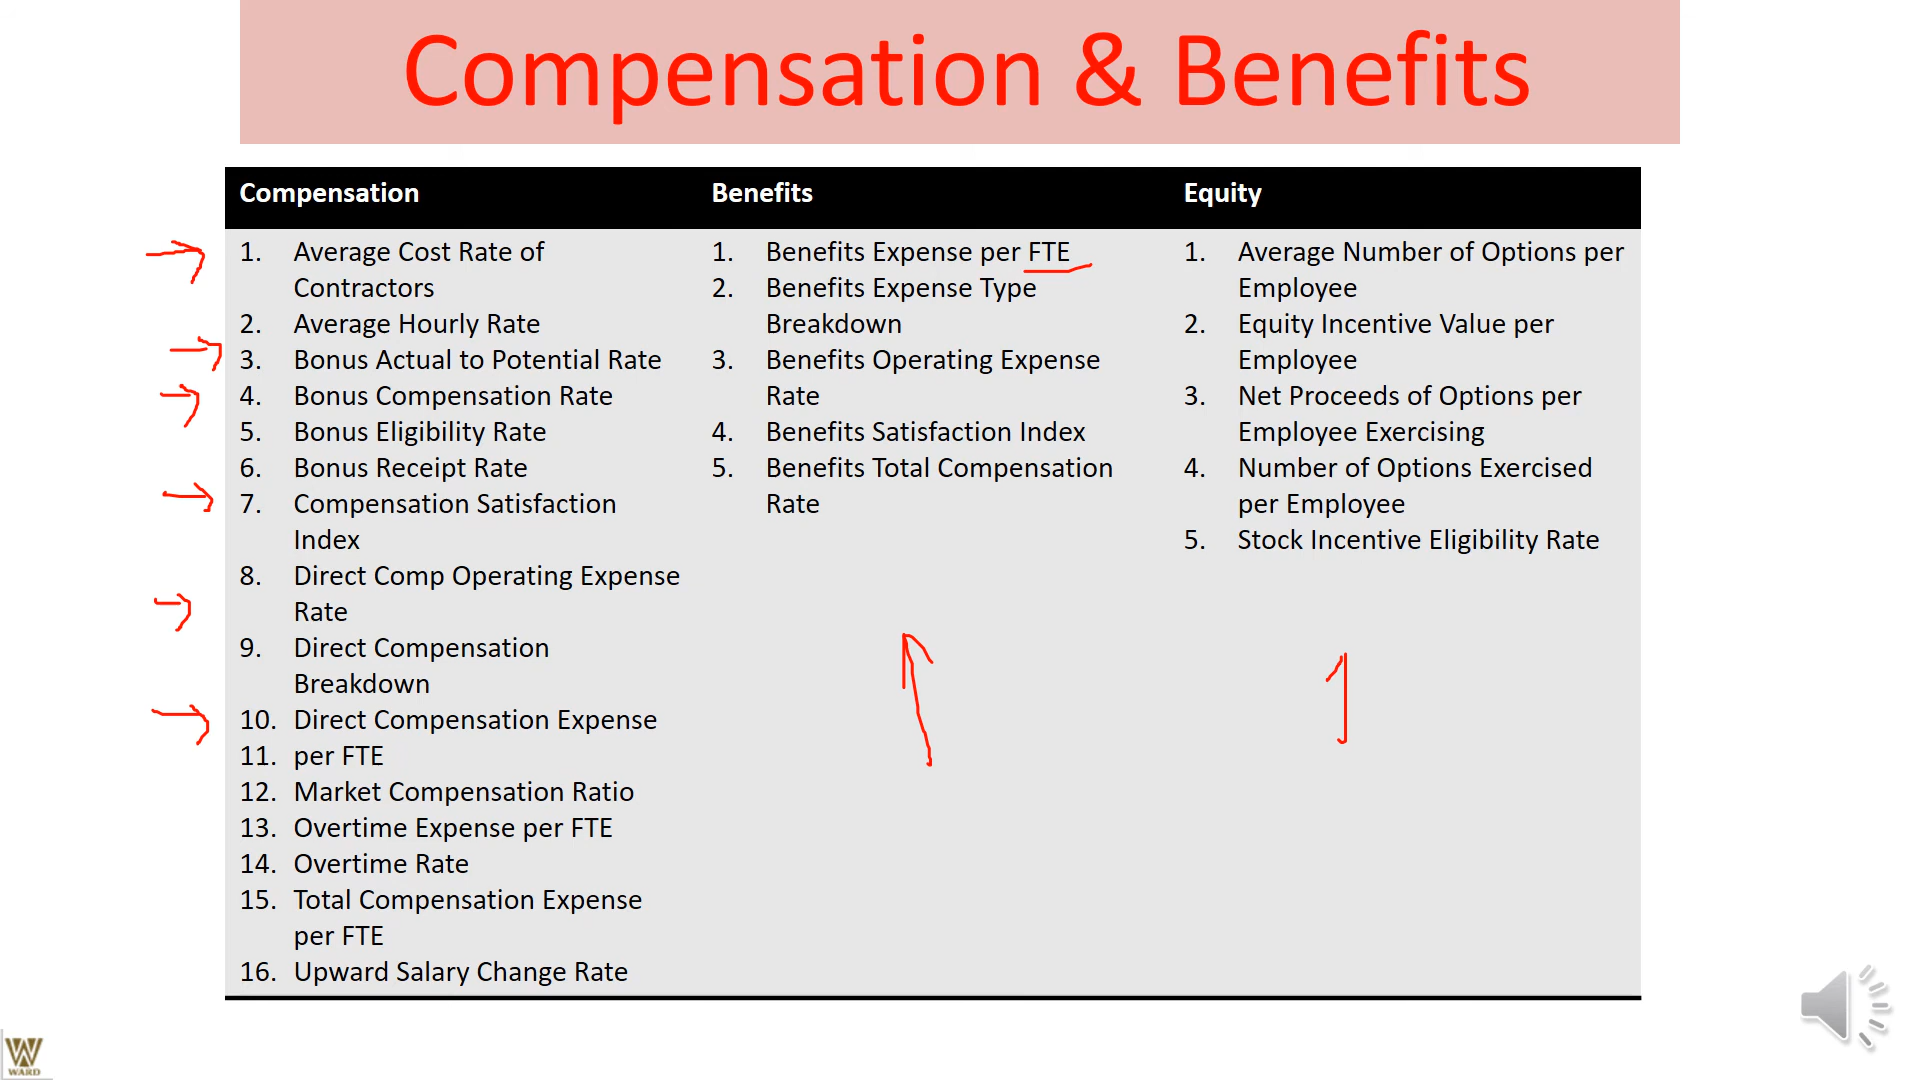 Compensation & Benefits
Compensation
1. Average Cost Rate of
Contractors
2. Average Hourly Rate
3. Bonus Actual to Potential Rate
4. Bonus Compensation Rate
5. Bonus Eligibility Rate
6. Bonus Receipt Rate
7. Compensation Satisfaction
Index
8. Direct Comp Operating Expense
Rate
9. Direct Compensation
Breakdown
10. Direct Compensation Expense
11. per FTE
12. Market Compensation Ratio
13. Overtime Expense per FTE
14. Overtime Rate
15. Total Compensation Expense
per FTE
16. Upward Salary Change Rate
Benefits
1. Benefits Expense per FTE
2. Benefits Expense Type
Breakdown
3. Benefits Operating Expense
Rate
4. Benefits Satisfaction Index
5. Benefits Total Compensation
Rate
Equity
1. Average Number of Options per
Employee
2. Equity Incentive Value per
Employee
3. Net Proceeds of Options per
Employee Exercising
4. Number of Options Exercised
per Employee
5. Stock Incentive Eligibility Rate
WARD